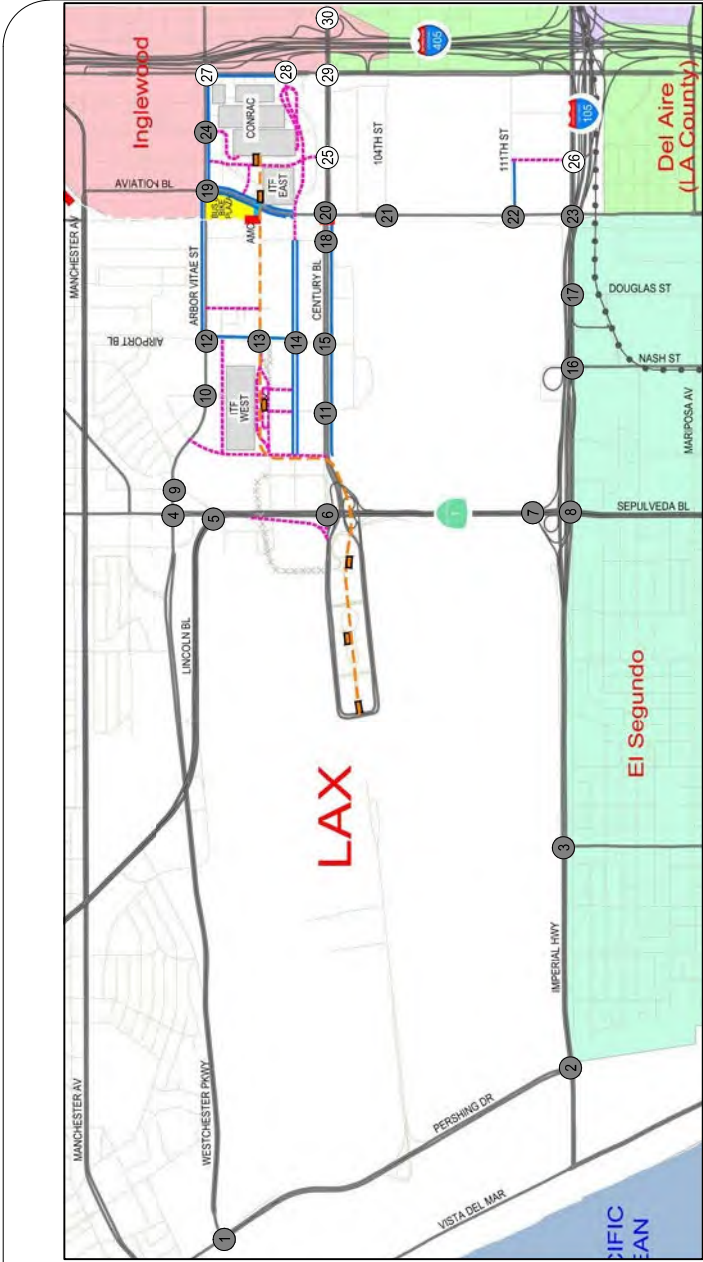 MANCHESTER AV
MANCHESTER AV
Inglewood
AVIATION BL
AIRPORT BL
9
4
WESTCHESTER PKWY
LINCOLN BL
ARBOR VITAE ST
1
5
10
12
19
24
27
BUS
BIKE
PLAZA
AMC
ITF
WEST
13
ITF
EAST
CONRAC
28
14
LAX
CENTURY BL
6
11
15
18
20
25
29
30
104TH ST
21
405
1
PERSHING DR
VISTA DEL MAR
111TH ST
22
7
IMPERIAL HWY
2
3
8
16
17
23
26
105
El Segundo
SEPULVEDA BL
NASH ST
DOUGLAS ST
MARIPOSA AV
Del Aire
(LA County)
CIFIC
EAN